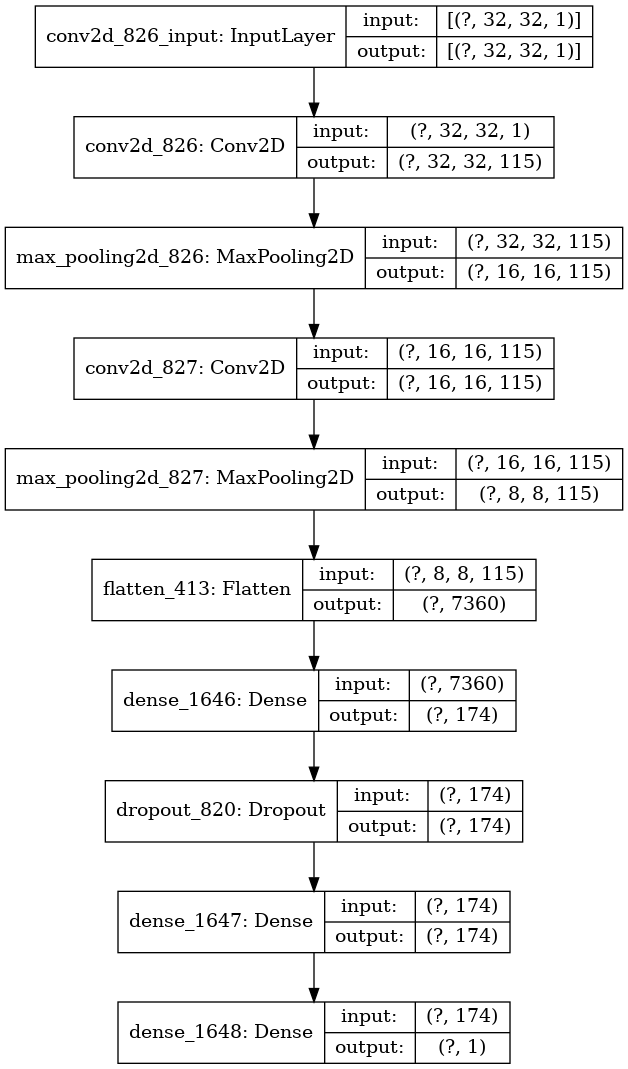 conv2d_826_input: InputLayer
input: [(?, 32, 32, 1)]
output: [(?, 32, 32, 1)]
conv2d_826: Conv2D
input: (?, 32, 32, 1)
output: (?, 32, 32, 115)
max_pooling2d_826: MaxPooling2D
input: (?, 32, 32, 115)
output: (?, 16, 16, 115)
conv2d_827: Conv2D
input: (?, 16, 16, 115)
output: (?, 16, 16, 115)
max_pooling2d_827: MaxPooling2D
input: (?, 16, 16, 115)
output: (?, 8, 8, 115)
flatten_413: Flatten
input: (?, 8, 8, 115)
output: (?, 7360)
dense_1646: Dense
input: (?, 7360)
output: (?, 174)
dropout_820: Dropout
input: (?, 174)
output: (?, 174)
dense_1647: Dense
input: (?, 174)
output: (?, 174)
dense_1648: Dense
input: (?, 174)
output: (?, 1)